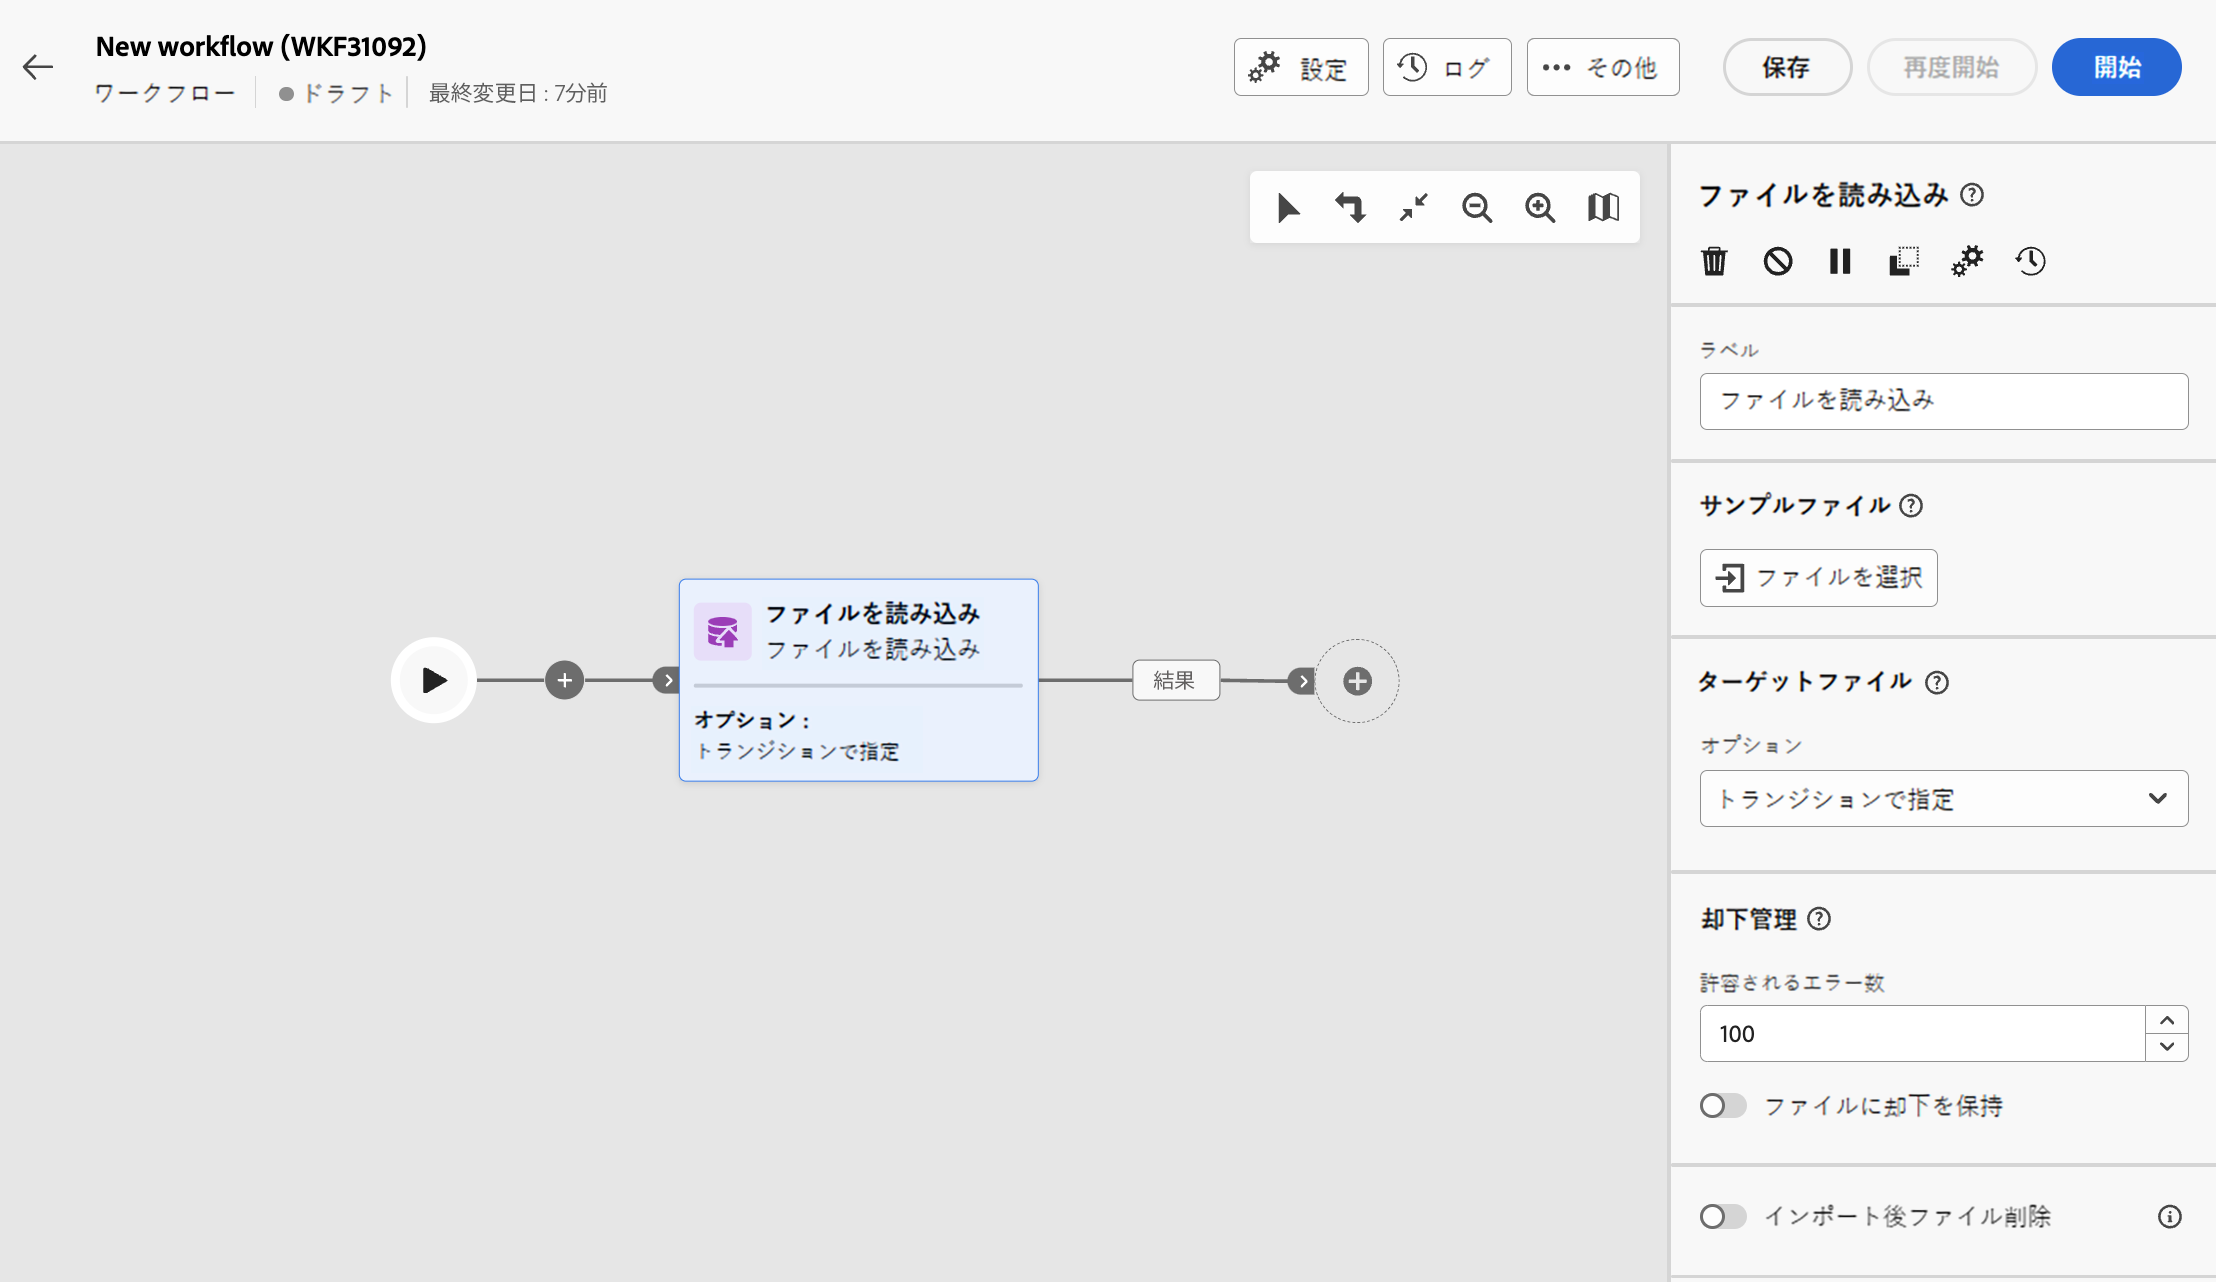 New workflow (WKF31092)
ワークフロー
ドラフト
最終変更日 : 7分前
設定
ログ
その他
保存
再度開始
開始
ファイルを読み込み
ラベル
ファイルを読み込み
サンプルファイル
ファイルを選択
ターゲットファイル
オプション
トランジションで指定
却下管理
許容されるエラー数
100
ファイルに却下を保持
インポート後ファイル削除
ファイルを読み込み
ファイルを読み込み
オプション :
トランジションで指定
結果